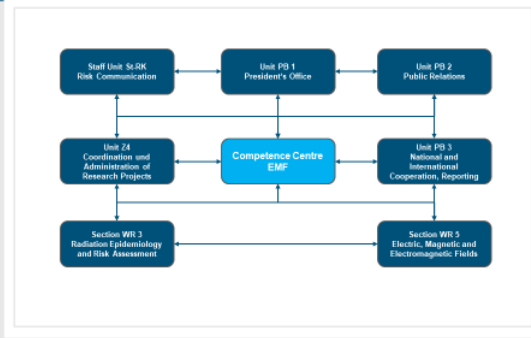 Staff Unit St-RK
Risk Communication
Unit PB 1
President's Office
Unit PB 2
Public Relations
Unit Z4
Coordination und
Administration of
Research Projects
Competence Centre
EMF
Unit PB 3
National and
International
Cooperation, Reporting
Section WR 3
Radiation Epidemiology
and Risk Assessment
Section WR 5
Electric, Magnetic and
Electromagnetic Fields